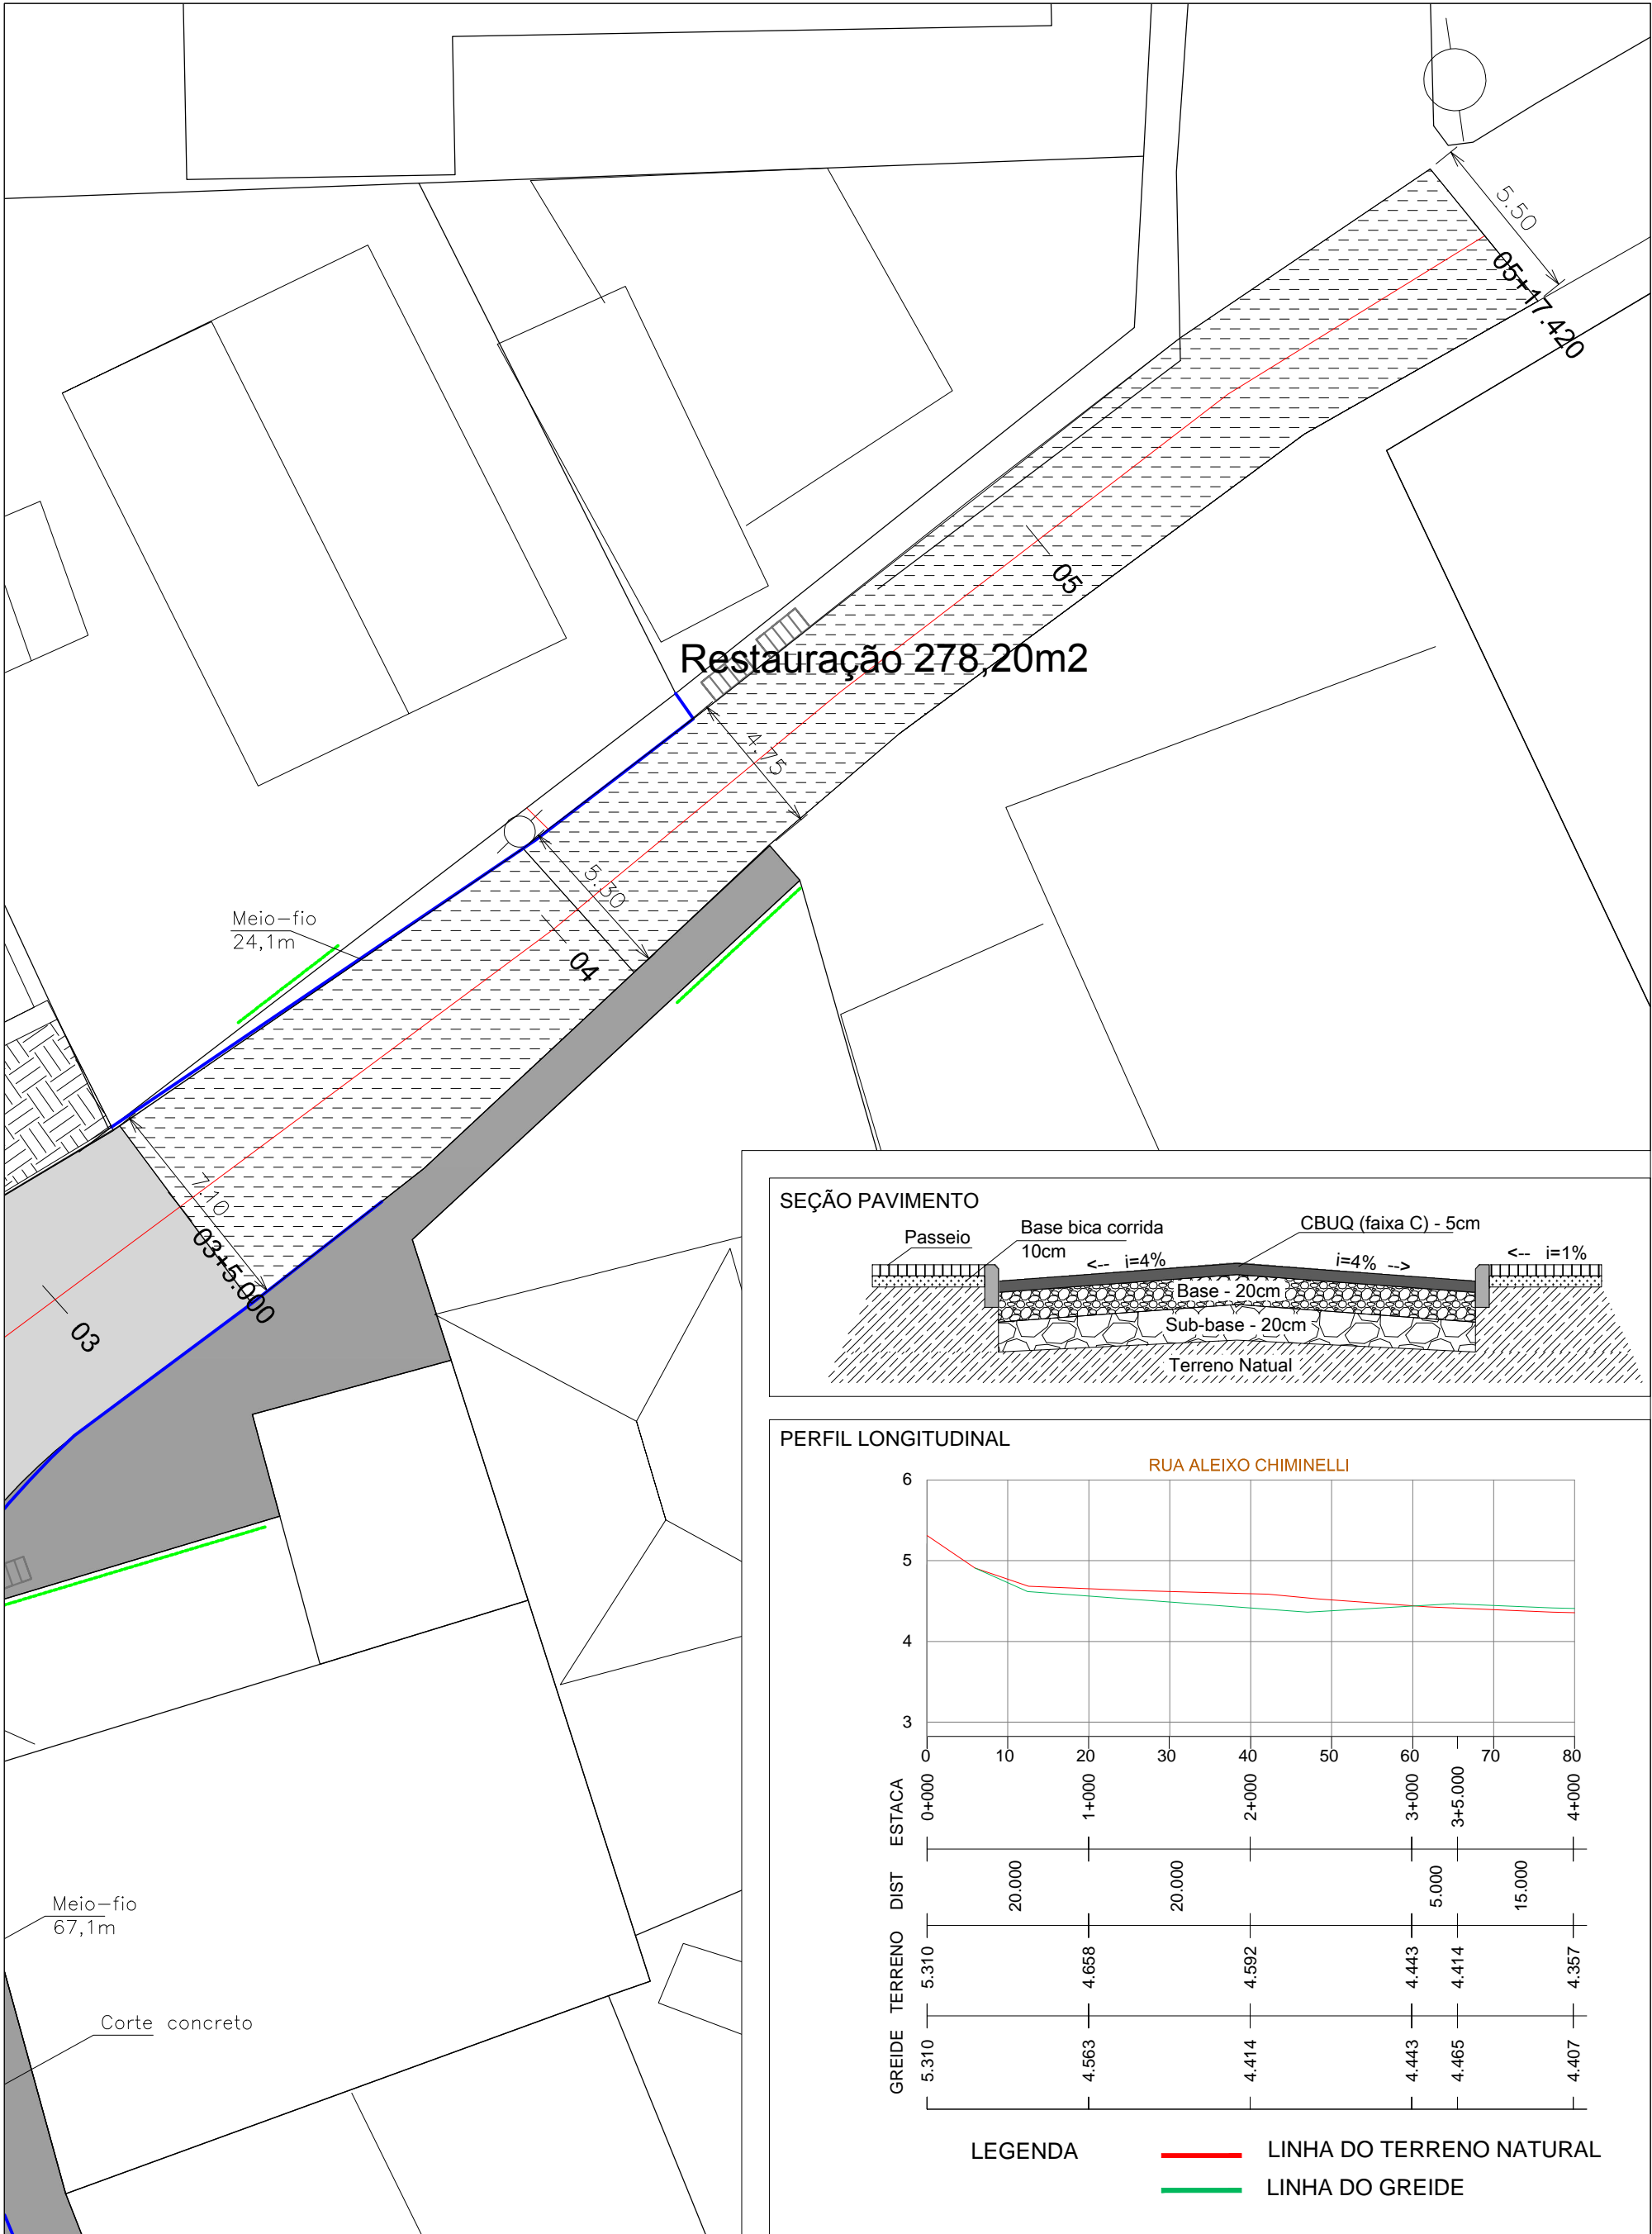 5.50
05+17.420
05
Restauração 278,20m2
4.75
5.30
Meio-fio
24,1m
04
7.10
03+5.000
03
SEÇÃO PAVIMENTO
Passeio
Base bica corrida
10cm
CBUQ (faixa C) - 5cm
<-- i=4%
i=4% -->
<-- i=1%
Base - 20cm
Sub-base - 20cm
Terreno Natual
PERFIL LONGITUDINAL
RUA ALEIXO CHIMINELLI
6
5
4
3
0 10 20 30 40 50 60 70 80
ESTACA 0+000 1+000 2+000 3+000 3+5.000 4+000
DIST 20.000 20.000 5.000 15.000
TERRENO 5.310 4.658 4.592 4.443 4.414 4.357
GREIDE 5.310 4.563 4.414 4.443 4.465 4.407
Meio-fio
67,1m
Corte concreto
LEGENDA
LINHA DO TERRENO NATURAL
LINHA DO GREIDE